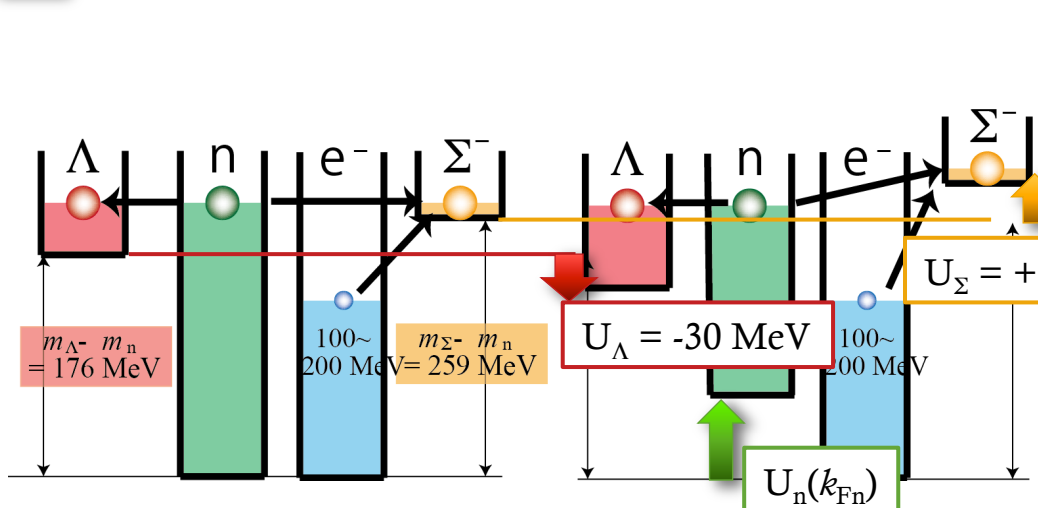 Λ n e⁻ Σ⁻
m_Λ- m_n
= 176 MeV
100~
200 MeV
m_Σ- m_n
= 259 MeV
Λ n e⁻ Σ⁻
U_Λ = -30 MeV
100~
200 MeV
U_Σ = +
U_n(k_Fn)